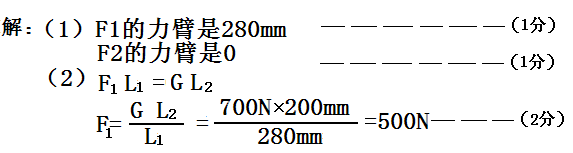 解：（1）F1的力臂是280mm —————— （1分）
F2的力臂是0 —————— （1分）
（2）F₁ L₁ = G L₂
F₁= G L₂ / L₁ = 700N×200mm / 280mm =500N——— （2分）